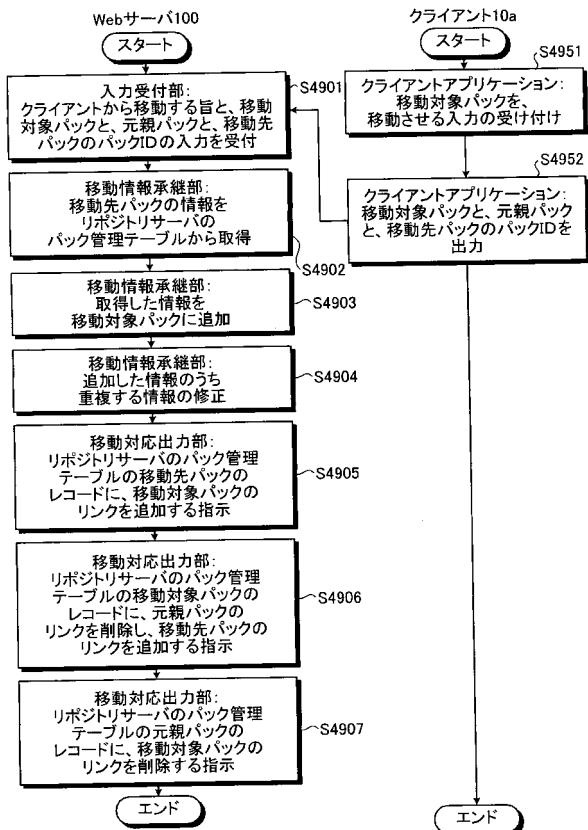 Webサーバ100
スタート
入力受付部:
クライアントから移動する旨と、移動
対象パックと、元親パックと、移動先
パックのパックIDの入力を受付
S4901
移動情報承継部:
移動先パックの情報を
リポジトリサーバの
パック管理テーブルから取得
S4902
移動情報承継部:
取得した情報を
移動対象パックに追加
S4903
移動情報承継部:
追加した情報のうち
重複する情報の修正
S4904
移動対応出力部:
リポジトリサーバのパック管理
テーブルの移動先パックの
レコードに、移動対象パックの
リンクを追加する指示
S4905
移動対応出力部:
リポジトリサーバのパック管理
テーブルの移動対象パックの
レコードに、元親パックの
リンクを削除し、移動先パックの
リンクを追加する指示
S4906
移動対応出力部:
リポジトリサーバのパック管理
テーブルの元親パックの
レコードに、移動対象パックの
リンクを削除する指示
S4907
エンド
クライアント10a
スタート
S4951
クライアントアプリケーション:
移動対象パックを、
移動させる入力の受け付け
S4952
クライアントアプリケーション:
移動対象パックと、元親パック
と、移動先パックのパックIDを
出力
エンド